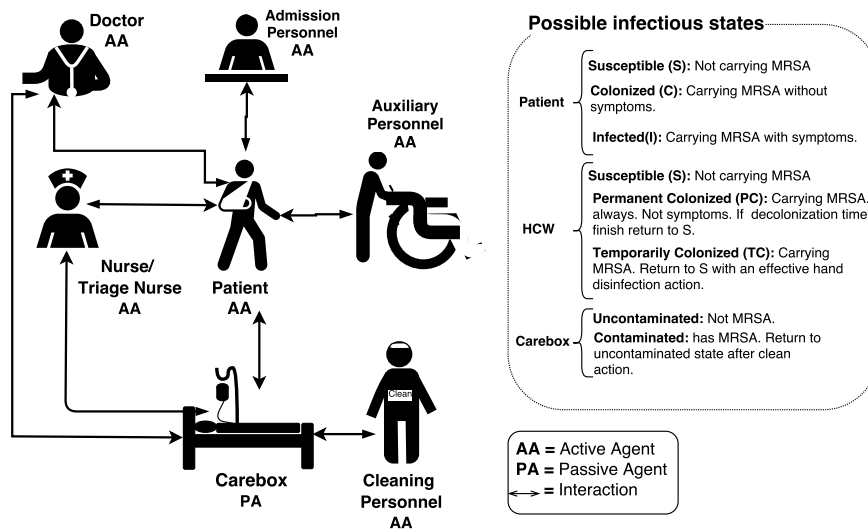 Doctor
AA
Admission
Personnel
AA
Auxiliary
Personnel
AA
Nurse/
Triage Nurse
AA
Patient
AA
Clean
Carebox
PA
Cleaning
Personnel
AA
Possible infectious states
Patient
Susceptible (S): Not carrying MRSA
Colonized (C): Carrying MRSA without
symptoms.
Infected(I): Carrying MRSA with symptoms.
HCW
Susceptible (S): Not carrying MRSA
Permanent Colonized (PC): Carrying MRSA.
always. Not symptoms. If decolonization time
finish return to S.
Temporarily Colonized (TC): Carrying
MRSA. Return to S with an effective hand
disinfection action.
Carebox
Uncontaminated: Not MRSA.
Contaminated: has MRSA. Return to
uncontaminated state after clean
action.
AA = Active Agent
PA = Passive Agent
= Interaction